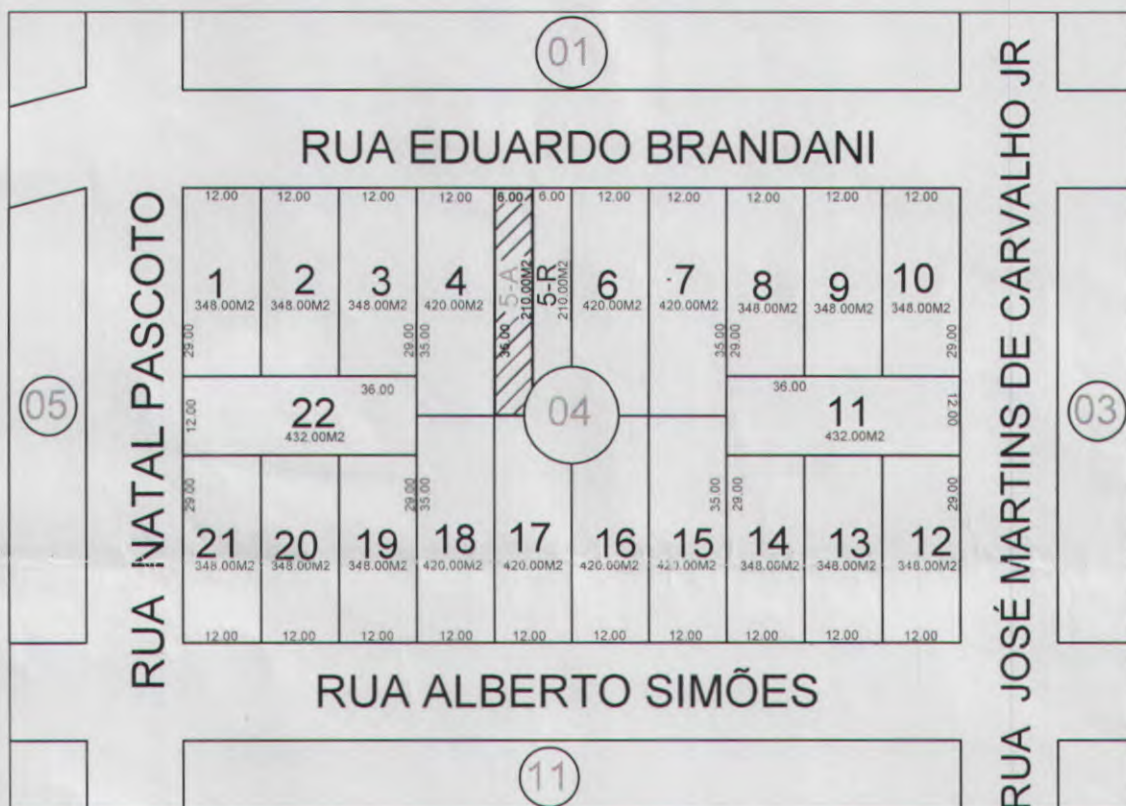 01
RUA EDUARDO BRANDANI
RUA NATAL PASCOTO
RUA JOSÉ MARTINS DE CARVALHO JR
05
03
12.00 12.00 12.00 12.00 6.00 6.00 12.00 12.00 12.00 12.00 12.00
1 2 3 4 5-A 5-R 6 7 8 9 10
348.00M2 348.00M2 348.00M2 420.00M2 210.00M2 210.00M2 420.00M2 420.00M2 348.00M2 348.00M2 348.00M2
29.00 29.00 35.00 35.00 29.00 29.00
36.00 36.00
12.00 22 04 11 12.00
432.00M2 432.00M2
29.00 29.00 35.00 35.00 29.00 29.00
21 20 19 18 17 16 15 14 13 12
348.00M2 348.00M2 348.00M2 420.00M2 420.00M2 420.00M2 348.00M2 348.00M2 348.00M2
12.00 12.00 12.00 12.00 12.00 12.00 12.00 12.00 12.00 12.00
RUA ALBERTO SIMÕES
11